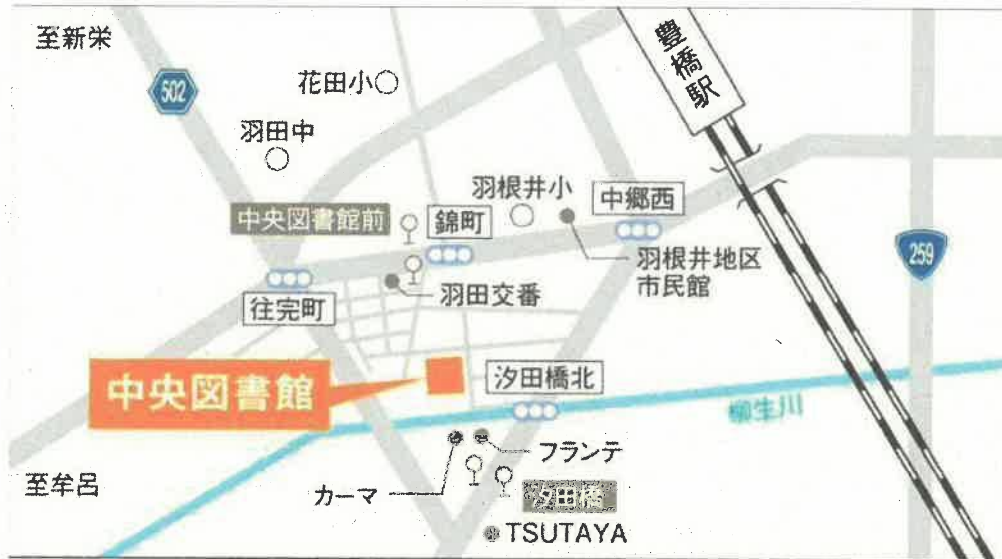 至新栄
豊橋駅
502
花田小
羽田中
羽根井小
中郷西
中央図書館前
錦町
259
羽根井地区
市民館
羽田交番
往完町
中央図書館
汐田橋北
柳生川
フランテ
至牟呂
カーマ
汐田橋
TSUTAYA